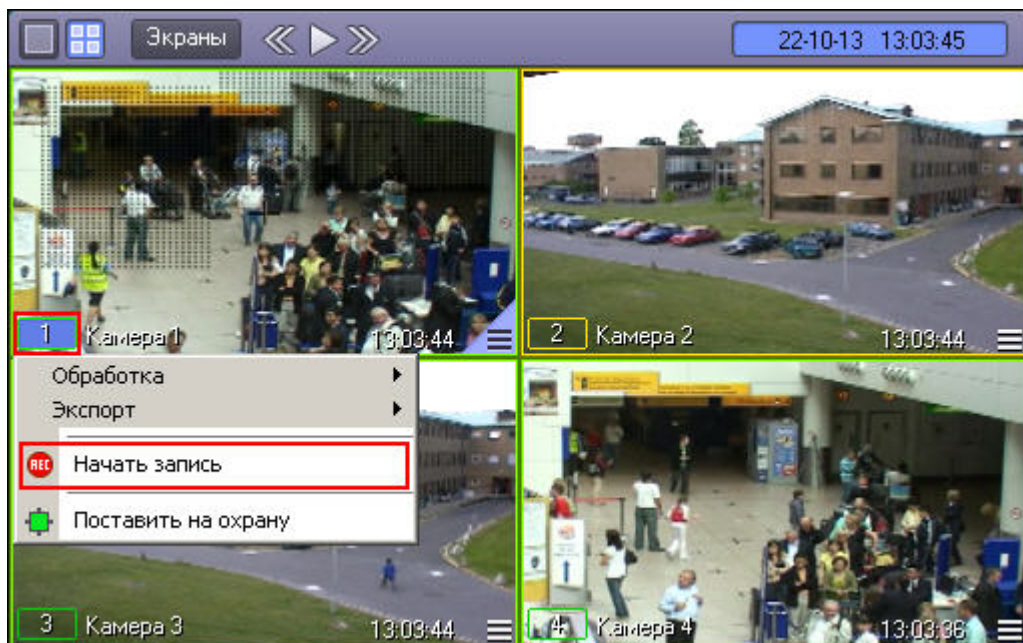 Экраны
22-10-13 13:03:45
1 Камера 1 13:03:44
2 Камера 2 13:03:44
Обработка
Экспорт
REC Начать запись
Поставить на охрану
3 Камера 3 13:03:44
4 Камера 4 13:03:36